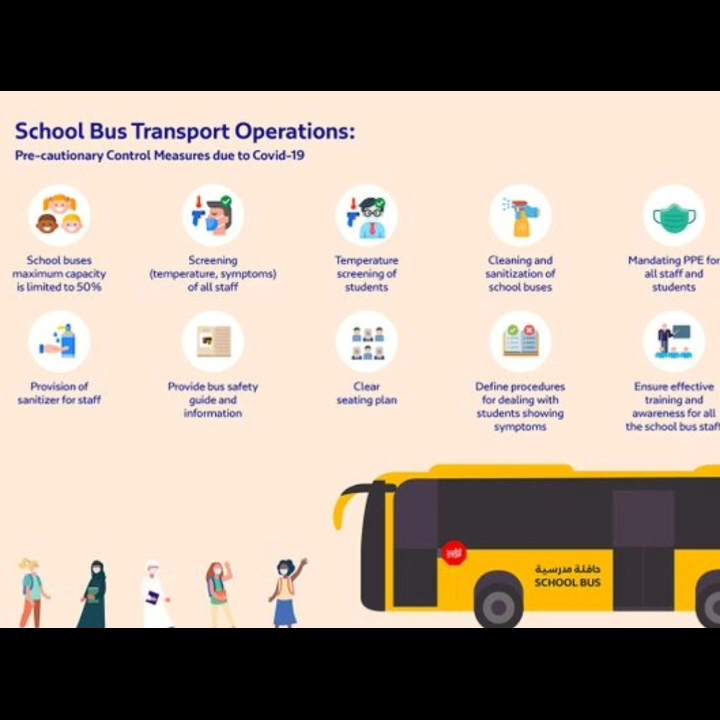 School Bus Transport Operations:
Pre-cautionary Control Measures due to Covid-19
School buses
maximum capacity
is limited to 50%
Screening
(temperature, symptoms)
of all staff
Temperature
screening of
students
Cleaning and
sanitization of
school buses
Mandating PPE for
all staff and
students
Provision of
sanitizer for staff
Provide bus safety
guide and
information
Clear
seating plan
Define procedures
for dealing with
students showing
symptoms
Ensure effective
training and
awareness for all
the school bus staff
حافلة مدرسية
SCHOOL BUS